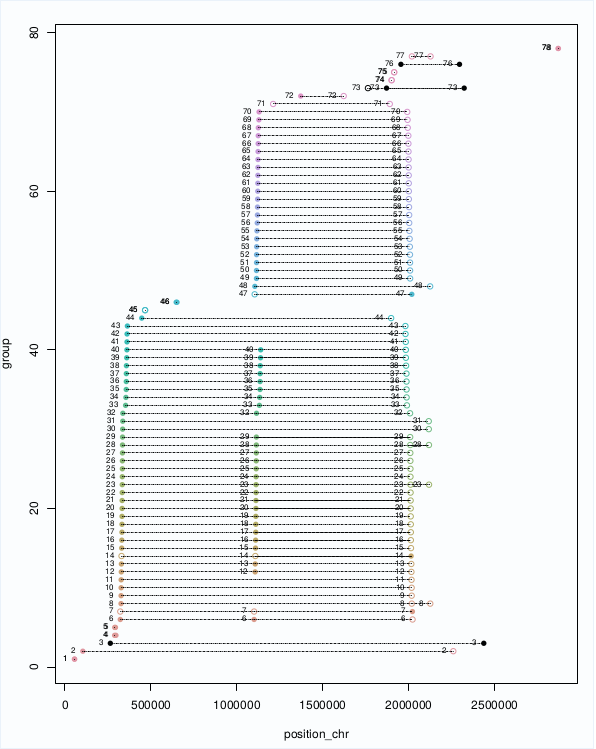 80
78
77 77
76 76
75
74
73 73 73
72 72
71 71
70 70
69 69
68 68
67 67
66 66
65 65
64 64
63 63
62 62
61 61
60
60 60
59 59
58 58
57 57
56 56
55 55
54 54
53 53
52 52
51 51
50 50
49 49
48 48
47 47
46
45
44 44
43 43
42 42
41 41
40
40 40 40
39 39 39
38 38 38
37 37 37
36 36 36
35 35 35
34 34 34
33 33 33
32 32 32
31 31
30 30
29 29 29
28 28 28 28
27 27 27
26 26 26
25 25 25
24 24 24
23 23 23 23
22 22 22
21 21 21
20
20 20 20
19 19 19
18 18 18
17 17 17
16 16 16
15 15 15
14 14 14
13 13 13
12 12 12
11 11
10 10
9 9
8 8 8
7 7 7
6 6 6
5
4
3 3
2 2
1
0
group
0 500000 1000000 1500000 2000000 2500000
position_chr